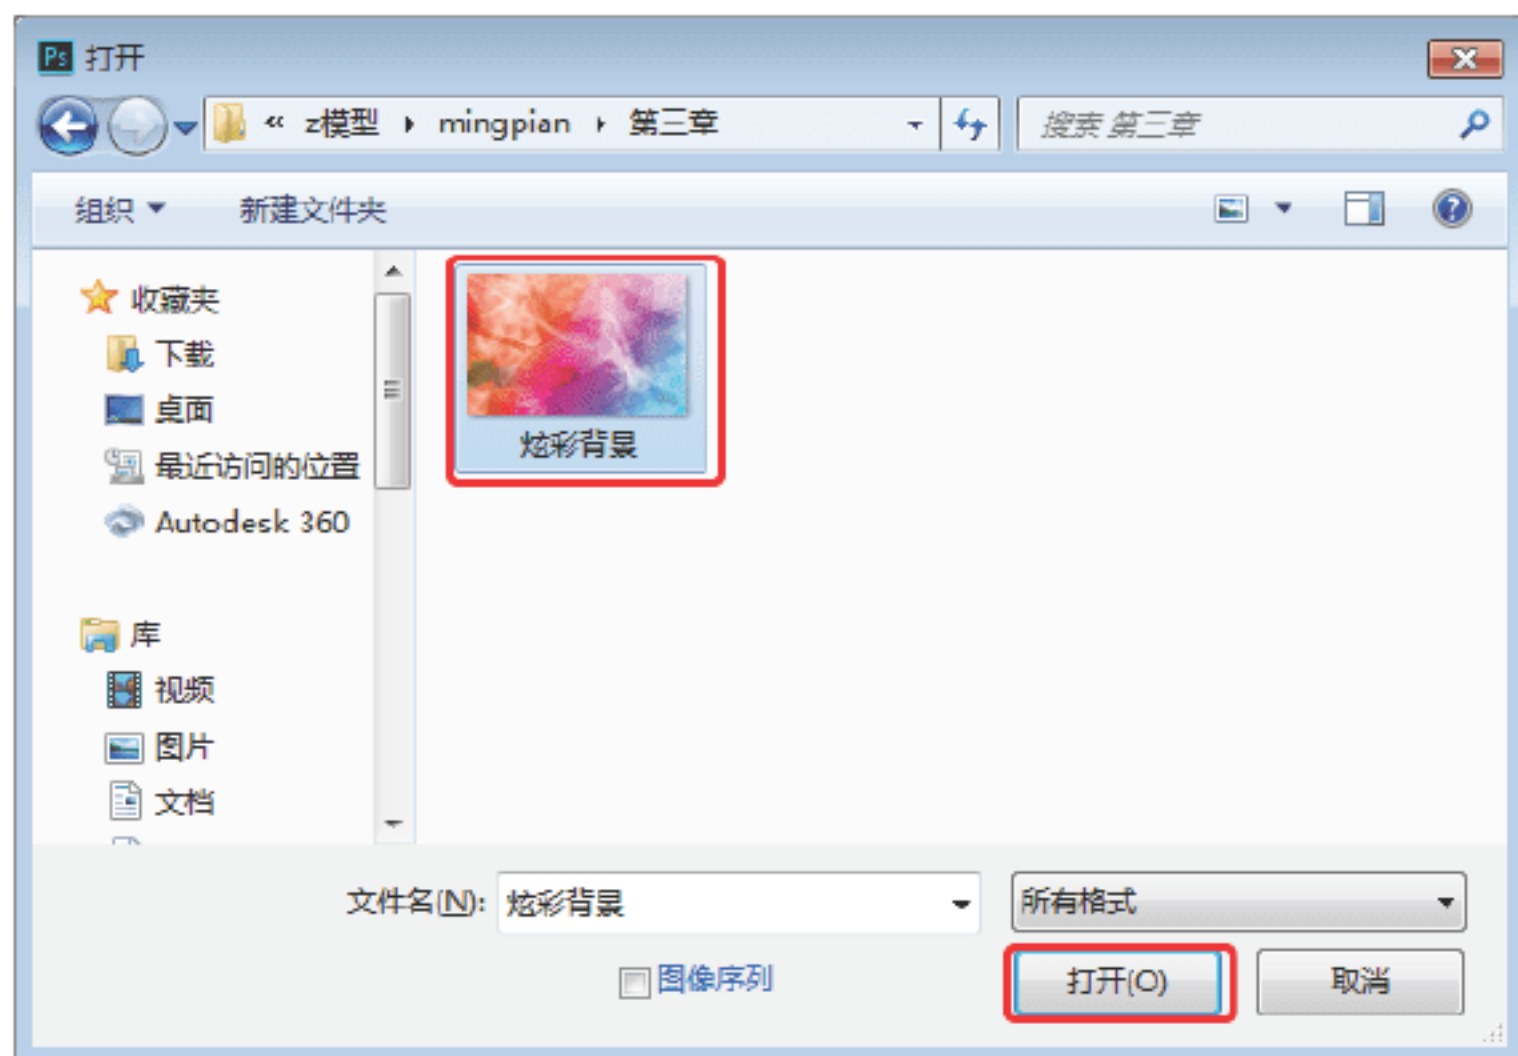 Ps 打开
« z模型 mingpian 第三章 搜索 第三章
组织 新建文件夹
收藏夹
下载
桌面
最近访问的位置
Autodesk 360
库
视频
图片
文档
炫彩背景
文件名(N): 炫彩背景 所有格式
图像序列 打开(O) 取消